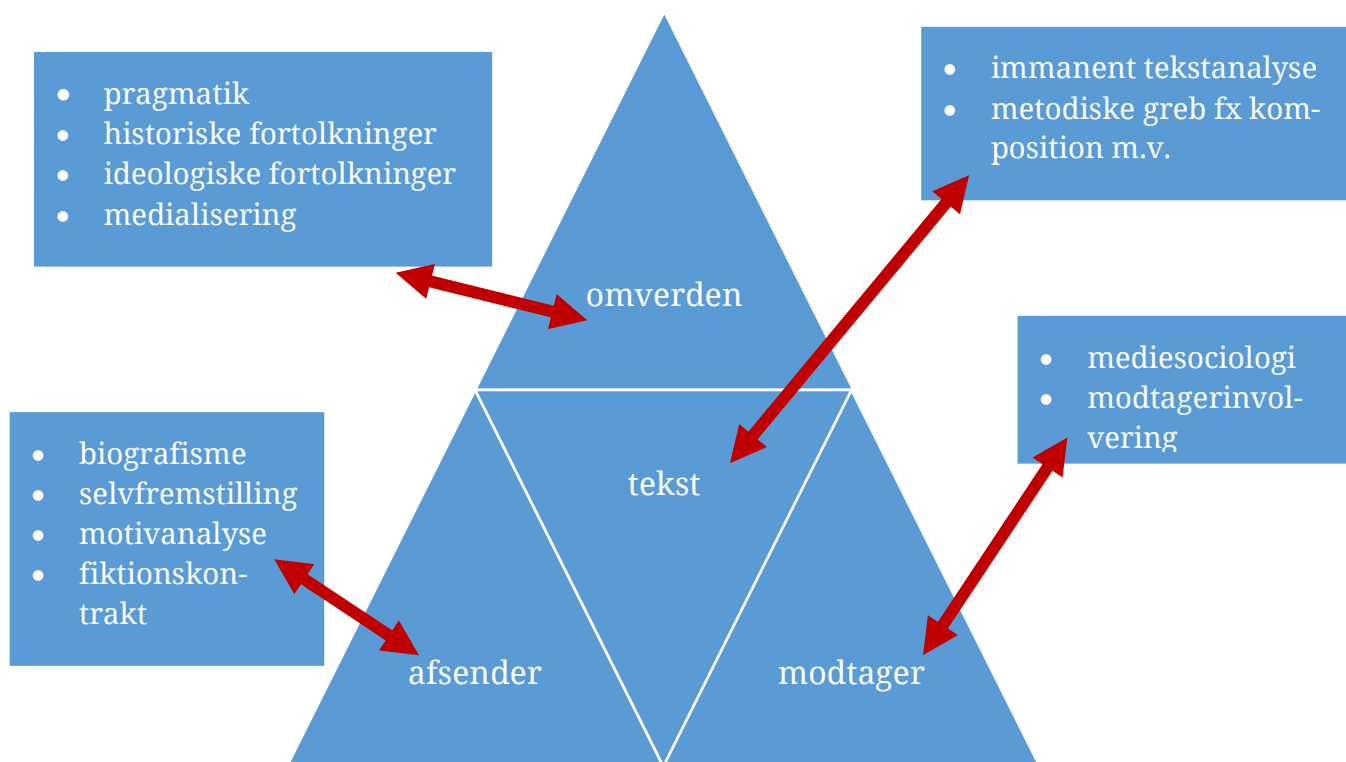 • pragmatik
• historiske fortolkninger
• ideologiske fortolkninger
• medialisering
• immanent tekstanalyse
• metodiske greb fx kom-
position m.v.
omverden
• mediesociologi
• modtagerinvol-
vering
• biografisme
• selvfremstilling
• motivanalyse
• fiktionskon-
trakt
tekst
afsender
modtager